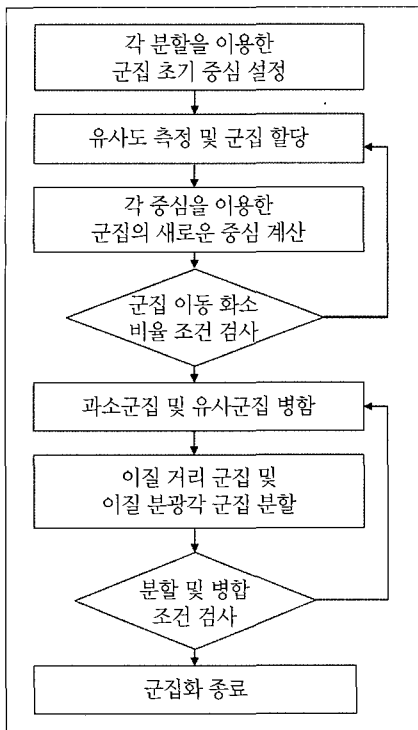 각 분할을 이용한
군집 초기 중심 설정
유사도 측정 및 군집 할당
각 중심을 이용한
군집의 새로운 중심 계산
군집 이동 화소
비율 조건 검사
과소군집 및 유사군집 병함
이질 거리 군집 및
이질 분광각 군집 분할
분할 및 병합
조건 검사
군집화 종료